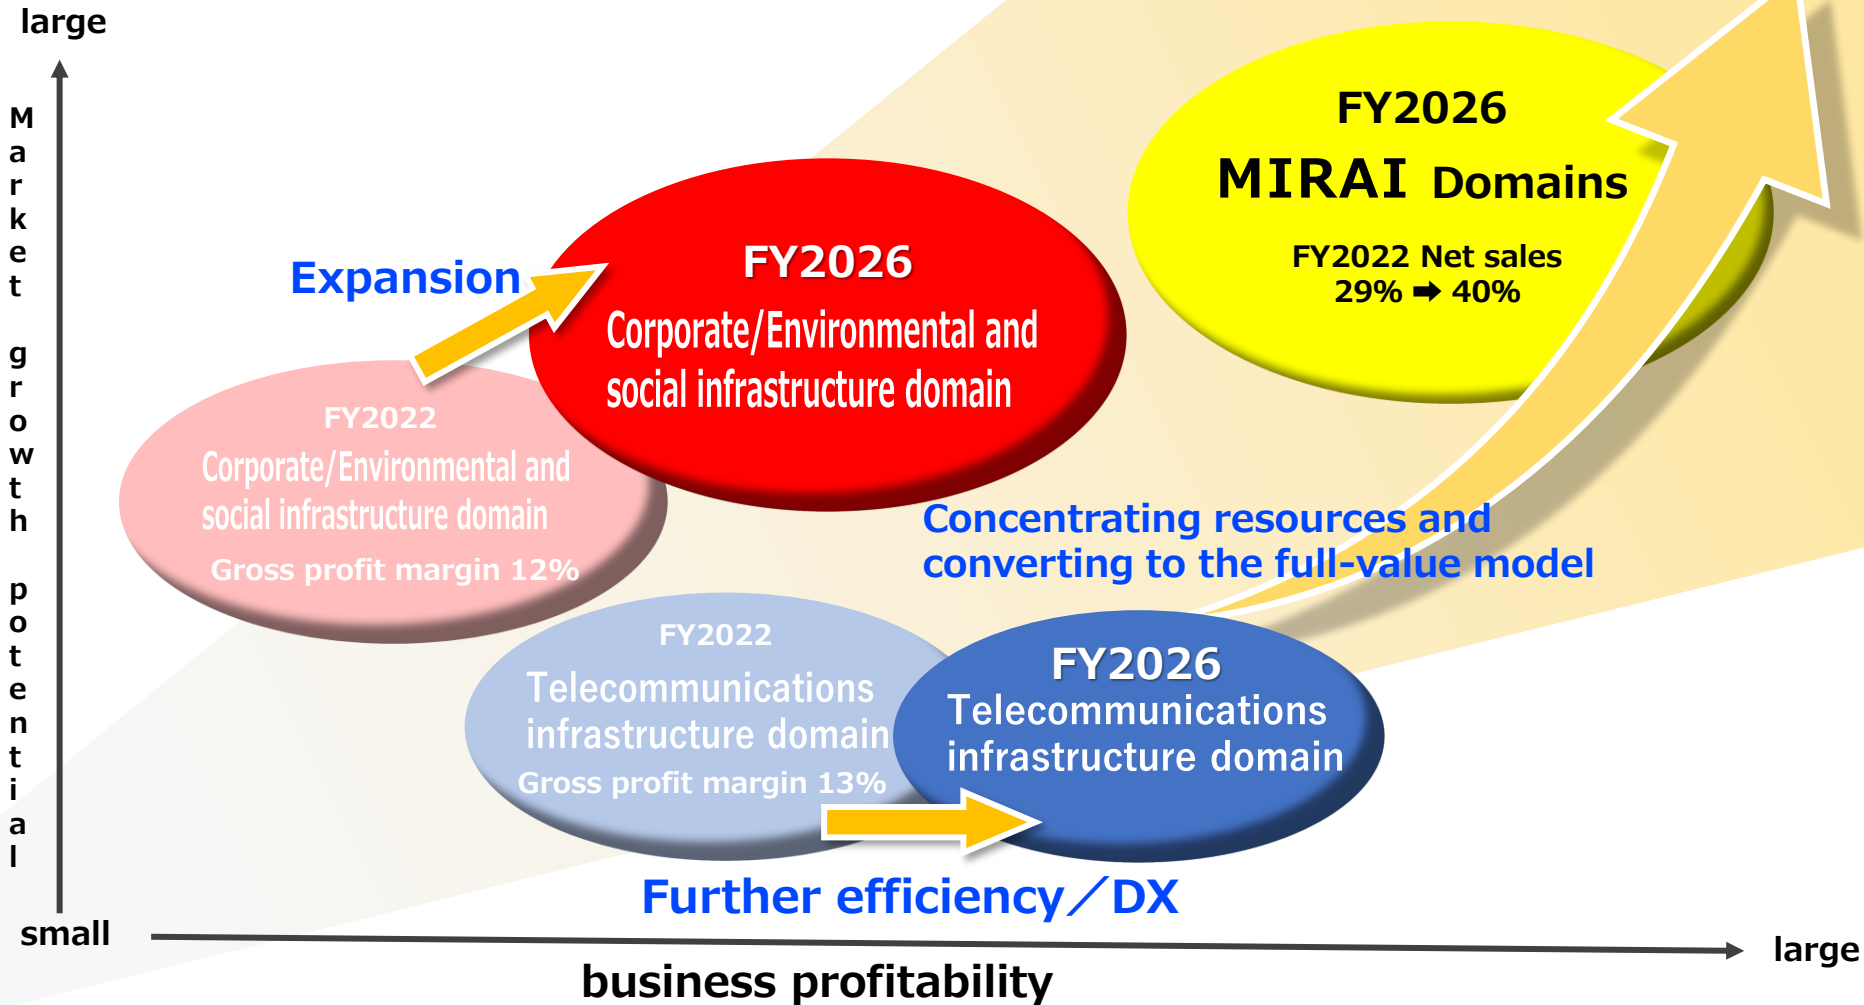 large
Market growth potential
small
FY2026
MIRAI Domains
FY2022 Net sales
29% ➡ 40%
FY2026
Corporate/Environmental and
social infrastructure domain
Expansion
FY2022
Corporate/Environmental and
social infrastructure domain
Gross profit margin 12%
Concentrating resources and
converting to the full-value model
FY2022
Telecommunications
infrastructure domain
Gross profit margin 13%
FY2026
Telecommunications
infrastructure domain
Further efficiency／DX
large
business profitability